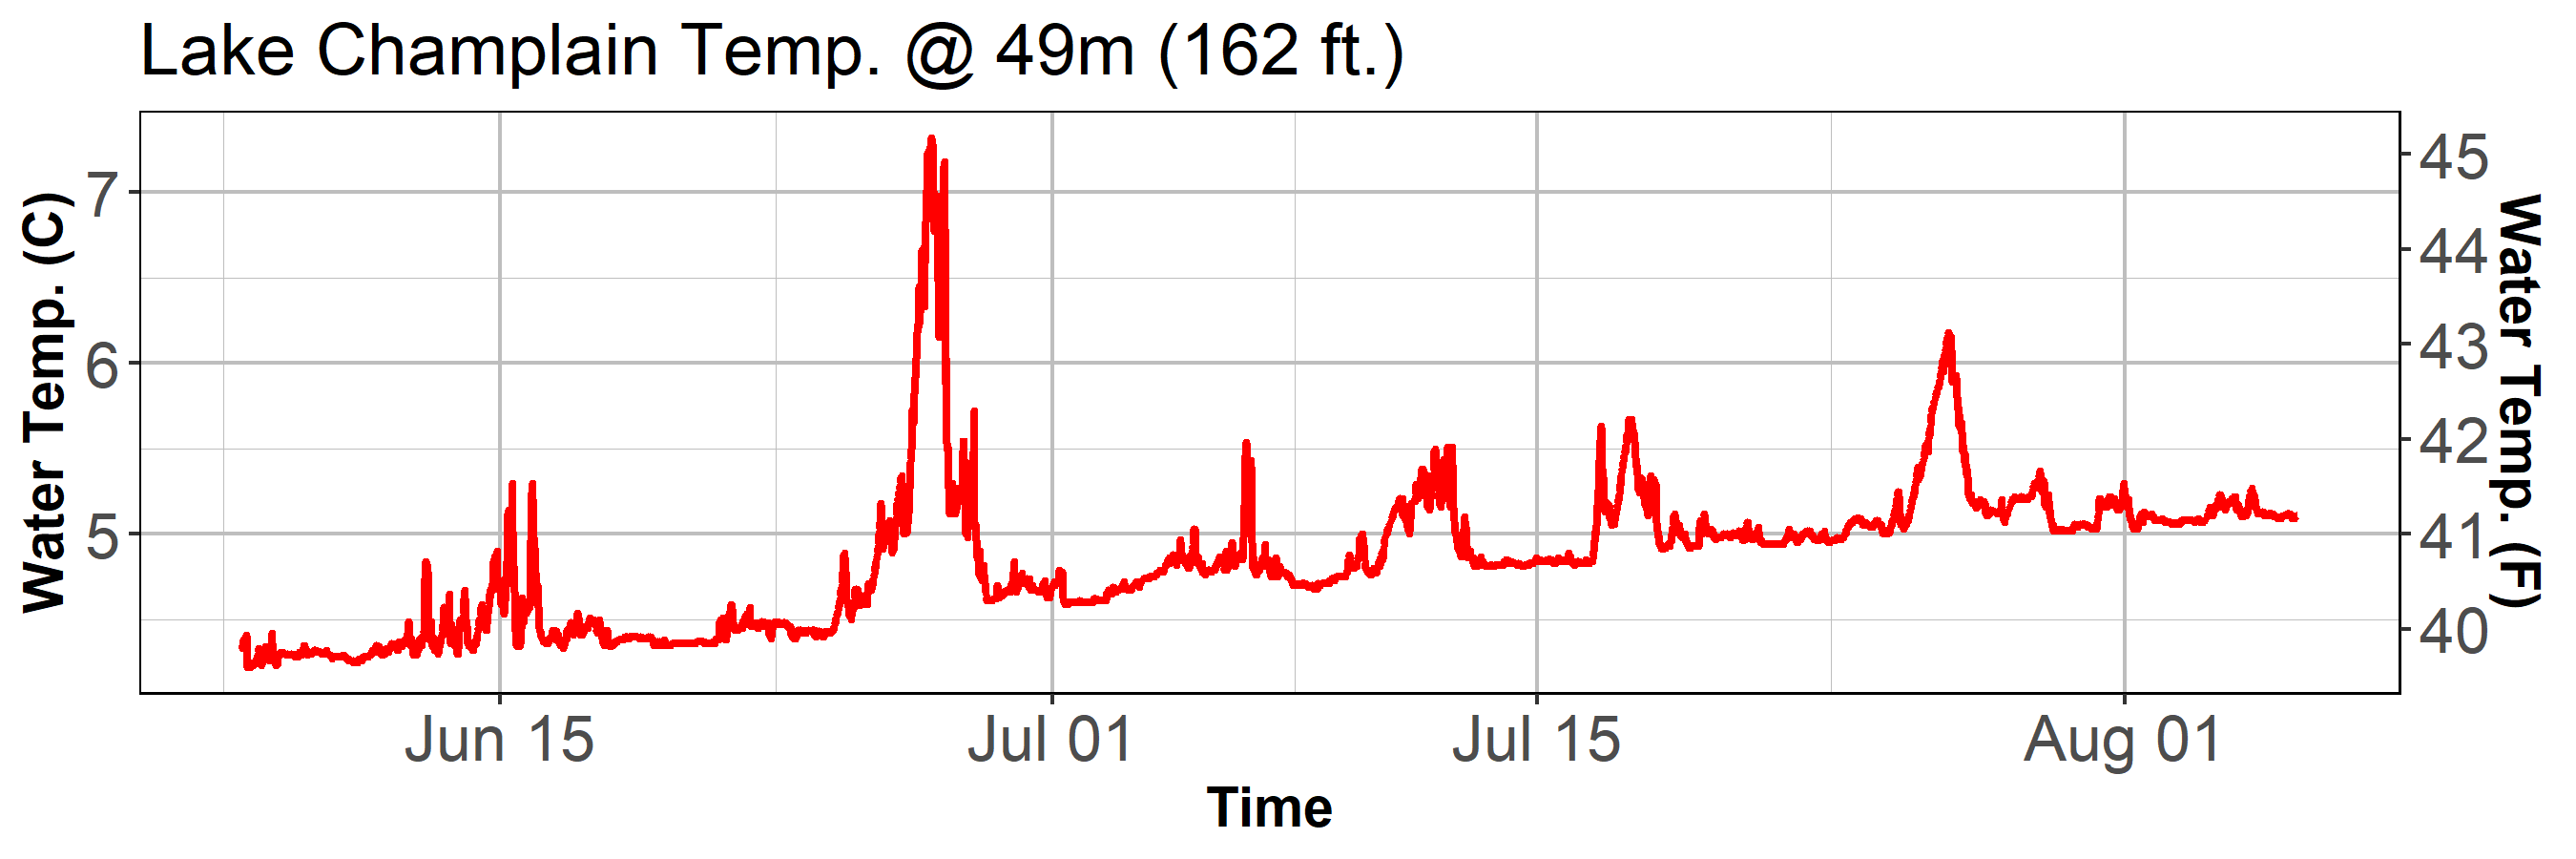 Lake Champlain Temp. @ 49m (162 ft.)
Water Temp. (C)
7
6
5
45
44
43
42
41
40
Water Temp. (F)
Jun 15
Jul 01
Jul 15
Aug 01
Time